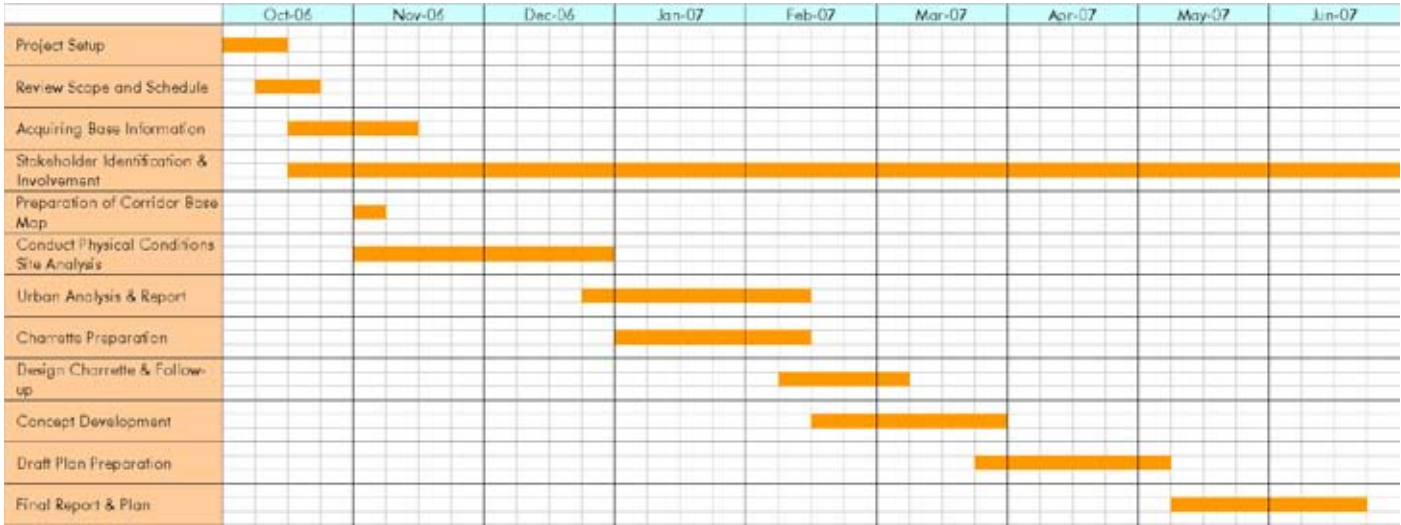 Oct-06 Nov-06 Dec-06 Jan-07 Feb-07 Mar-07 Apr-07 May-07 Jun-07
Project Setup
Review Scope and Schedule
Acquiring Base Information
Stakeholder Identification &
Involvement
Preparation of Corridor Base
Map
Conduct Physical Conditions
Site Analysis
Urban Analysis & Report
Charrette Preparation
Design Charrette & Follow-
up
Concept Development
Draft Plan Preparation
Final Report & Plan